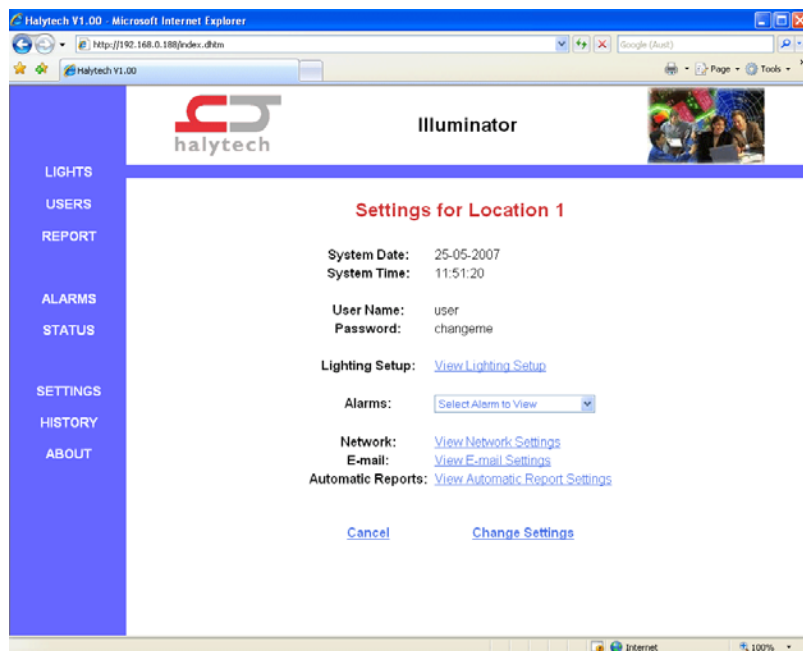 Halytech V1.00 - Microsoft Internet Explorer
http://192.168.0.188/index.dhtm
Google (Aust)
Halytech V1.00
Page
Tools
halytech
Illuminator
LIGHTS
USERS
REPORT
ALARMS
STATUS
SETTINGS
HISTORY
ABOUT
Settings for Location 1
System Date: 25-05-2007
System Time: 11:51:20
User Name: user
Password: changeme
Lighting Setup: View Lighting Setup
Alarms: Select Alarm to View
Network: View Network Settings
E-mail: View E-mail Settings
Automatic Reports: View Automatic Report Settings
Cancel Change Settings
Internet 100%